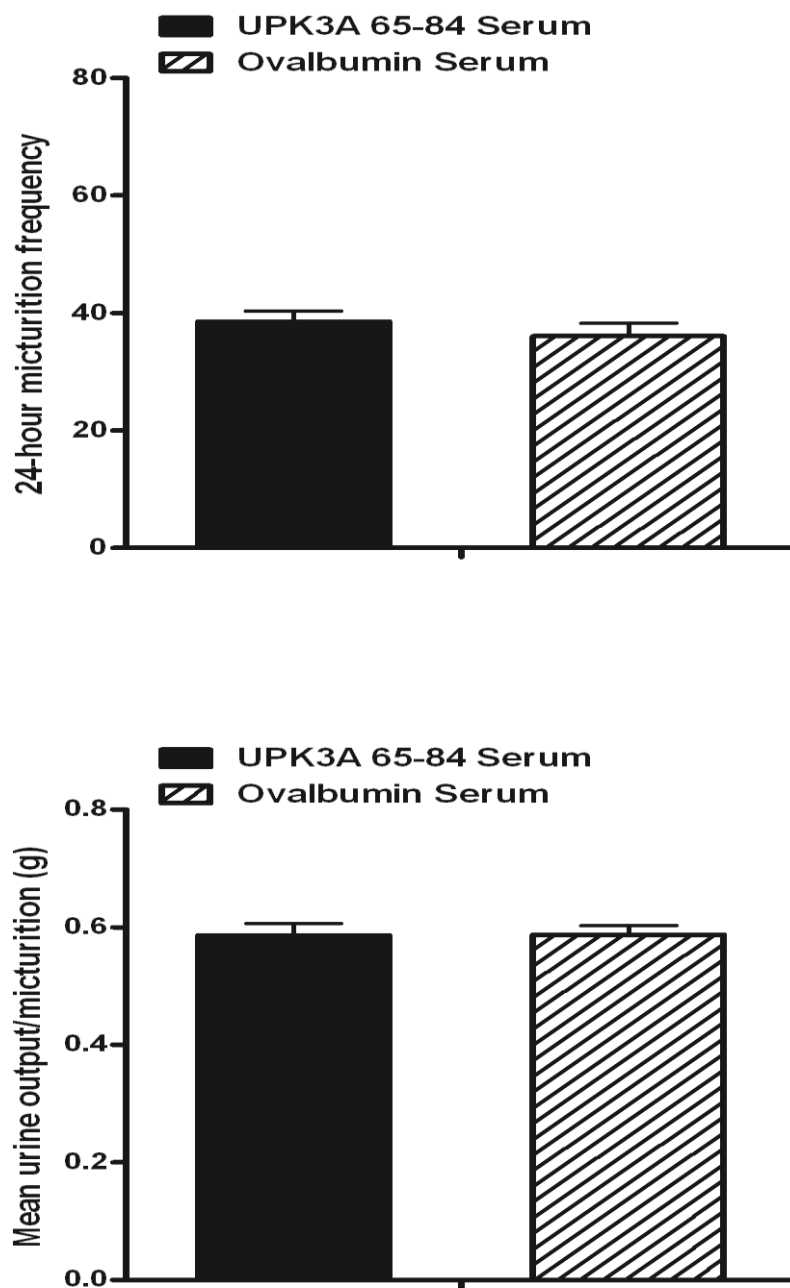 UPK3A 65-84 Serum
Ovalbumin Serum
80
60
40
20
0
24-hour micturition frequency
UPK3A 65-84 Serum
Ovalbumin Serum
0.8
0.6
0.4
0.2
0.0
Mean urine output/micturition (g)